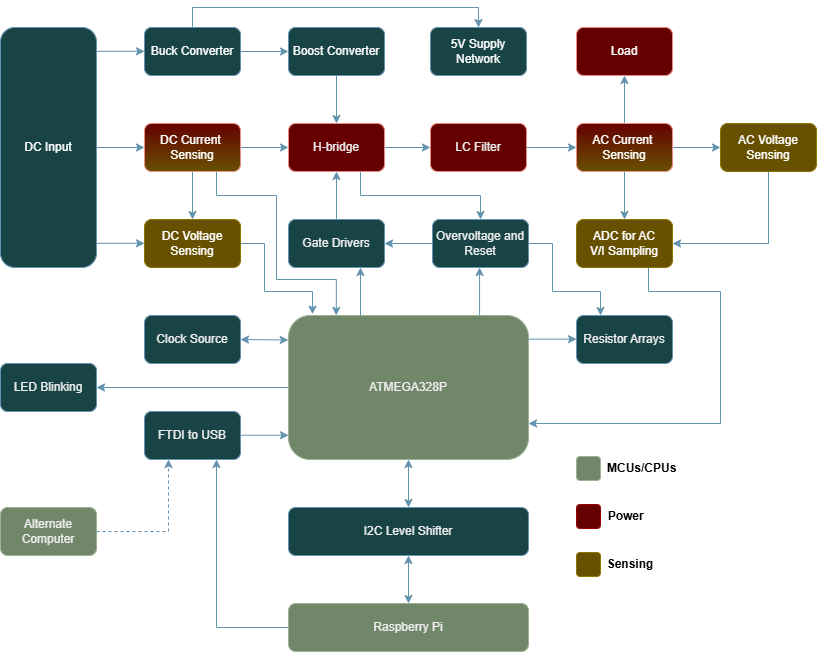 DC Input
Buck Converter
Boost Converter
5V Supply
Network
Load
DC Current
Sensing
H-bridge
LC Filter
AC Current
Sensing
AC Voltage
Sensing
DC Voltage
Sensing
Gate Drivers
Overvoltage and
Reset
ADC for AC
V/I Sampling
Clock Source
ATMEGA328P
Resistor Arrays
LED Blinking
FTDI to USB
MCUs/CPUs
Alternate
Computer
I2C Level Shifter
Power
Sensing
Raspberry Pi